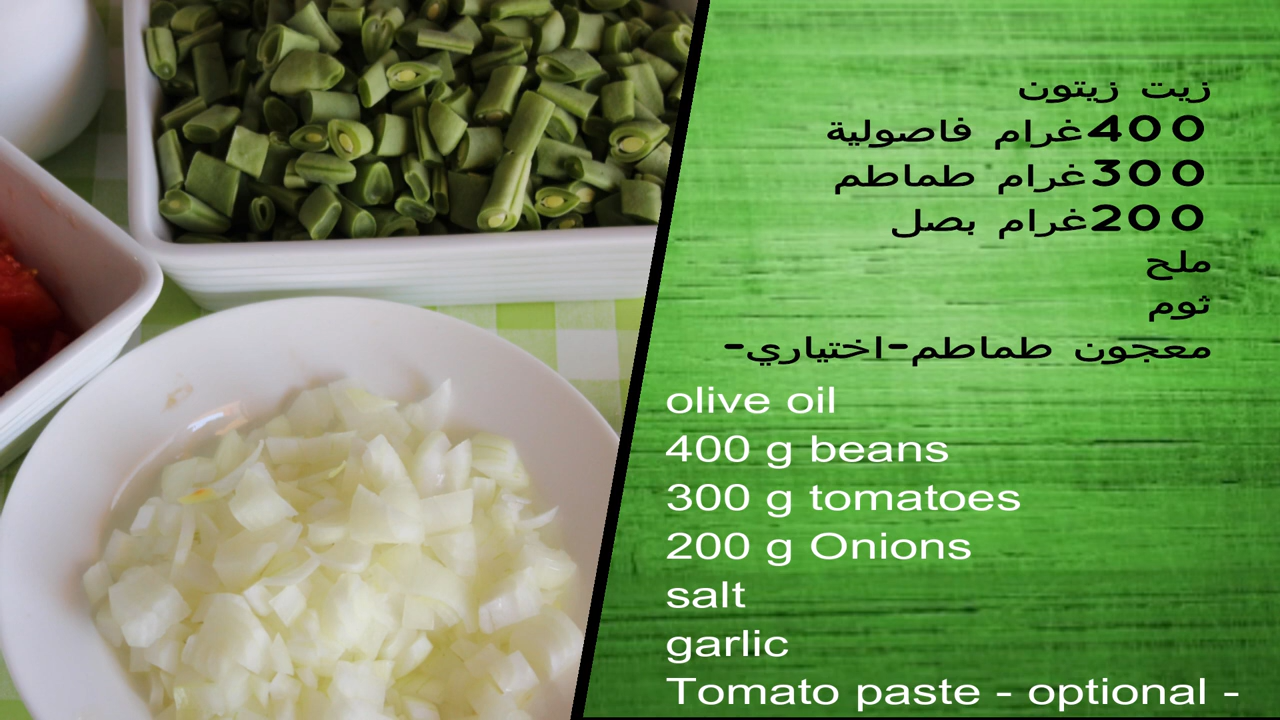 زيت زيتون
400غرام فاصولية
300غرام طماطم
200غرام بصل
ملح
ثوم
معجون طماطم-اختياري-
olive oil
400 g beans
300 g tomatoes
200 g Onions
salt
garlic
Tomato paste - optional -